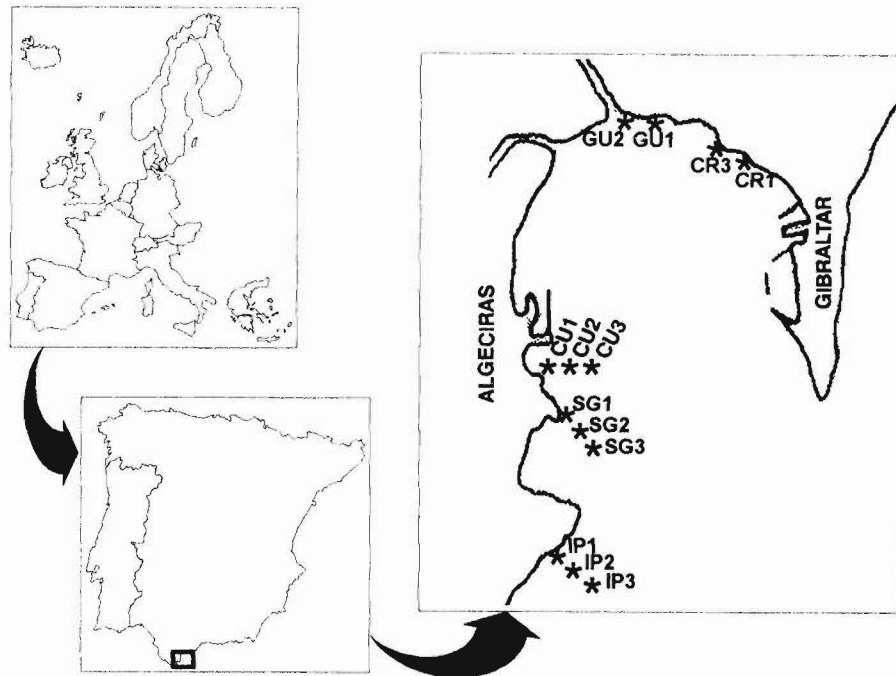 GU2 GU1
CR3
CR1
GIBRALTAR
ALGECIRAS
CU1
CU2
CU3
SG1
SG2
SG3
IP1
IP2
IP3